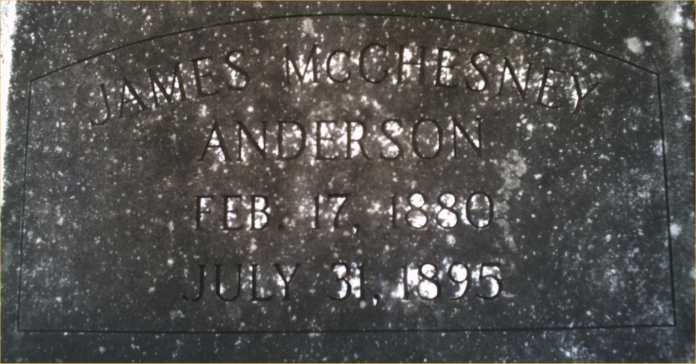 JAMES McCHESNEY
ANDERSON
FEB. 17, 1880
JULY 31, 1895